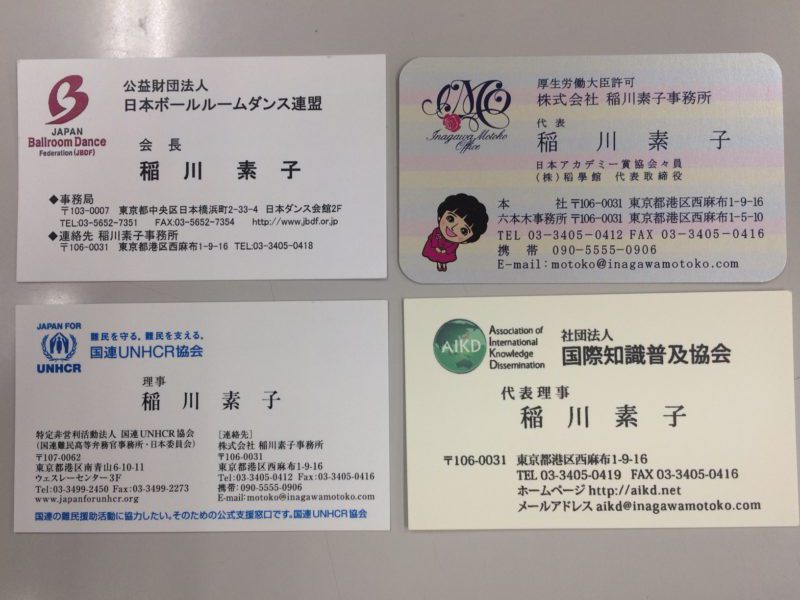 JAPAN
Ballroom Dance
Federation (JBDF)
公益財団法人
日本ボールルームダンス連盟
会長
稲川素子
◆事務局
〒103-0007 東京都中央区日本橋浜町2-33-4 日本ダンス会館2F
TEL:03-5652-7351 FAX:03-5652-7354 http://www.jbdf.or.jp
◆連絡先 稲川素子事務所
〒106-0031 東京都港区西麻布1-9-16 TEL:03-3405-0418
IMO
Inagawa Motoko
Office
厚生労働大臣許可
株式会社 稲川素子事務所
代表
稲川素子
日本アカデミー賞協会々員
(株)稻學館 代表取締役
本社 〒106-0031 東京都港区西麻布1-9-16
六本木事務所 〒106-0031 東京都港区西麻布1-5-10
TEL 03-3405-0412 FAX 03-3405-0416
携帯 090-5555-0906
E-mail:motoko@inagawamotoko.com
JAPAN FOR
UNHCR
難民を守る。難民を支える。
国連UNHCR協会
理事
稲川素子
特定非営利活動法人 国連UNHCR協会
(国連難民高等弁務官事務所・日本委員会)
〒107-0062
東京都港区南青山6-10-11
ウェスレーセンター3F
Tel:03-3499-2450 Fax:03-3499-2273
www.japanforunhcr.org
[連絡先]
株式会社 稲川素子事務所
〒106-0031
東京都港区西麻布1-9-16
Tel:03-3405-0412 Fax:03-3405-0416
携帯:090-5555-0906
E-mail:motoko@inagawamotoko.com
国連の難民援助活動に協力したい。そのための公式支援窓口です。国連UNHCR協会
AIKD
Association of
International
Knowledge
Dissemination
社団法人
国際知識普及協会
代表理事
稲川素子
〒106-0031 東京都港区西麻布1-9-16
TEL 03-3405-0419 FAX 03-3405-0416
ホームページ http://aikd.net
メールアドレス aikd@inagawamotoko.com